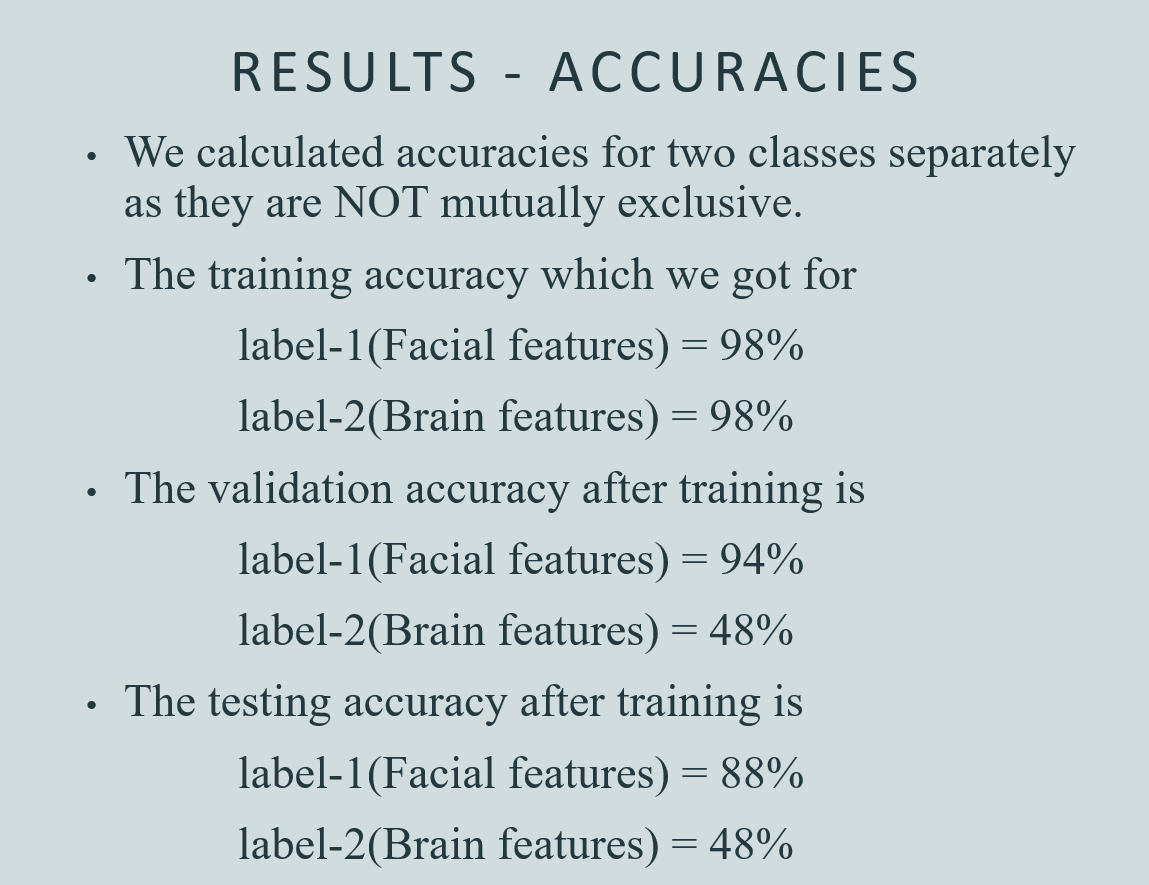 RESULTS - ACCURACIES
• We calculated accuracies for two classes separately
as they are NOT mutually exclusive.
• The training accuracy which we got for
label-1(Facial features) = 98%
label-2(Brain features) = 98%
• The validation accuracy after training is
label-1(Facial features) = 94%
label-2(Brain features) = 48%
• The testing accuracy after training is
label-1(Facial features) = 88%
label-2(Brain features) = 48%